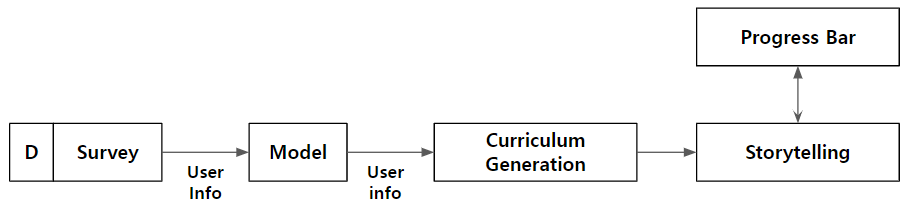 Progress Bar
D
Survey
User
Info
Model
User
info
Curriculum
Generation
Storytelling